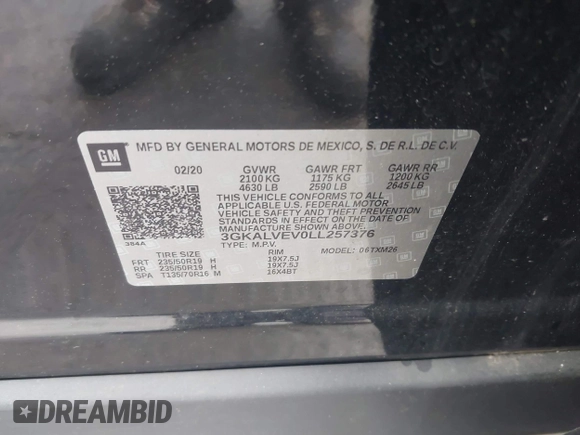 GM
MFD BY GENERAL MOTORS DE MEXICO, S. DE R.L. DE C.V.
02/20 GVWR GAWR FRT GAWR RR
2100 KG 1175 KG 1200 KG
4630 LB 2590 LB 2645 LB
THIS VEHICLE CONFORMS TO ALL
APPLICABLE U.S. FEDERAL MOTOR
VEHICLE SAFETY, BUMPER, AND THEFT
PREVENTION STANDARDS IN EFFECT
ON THE DATE OF MANUFACTURE
SHOWN ABOVE.
3GKALVEV0LL257376
384A TYPE: M.P.V. MODEL: 06TXM26
RIM
FRT 235/50R19 H 19X7.5J
RR 235/50R19 H 19X7.5J
SPA T135/70R16 M 16X4BT
DREAMBID